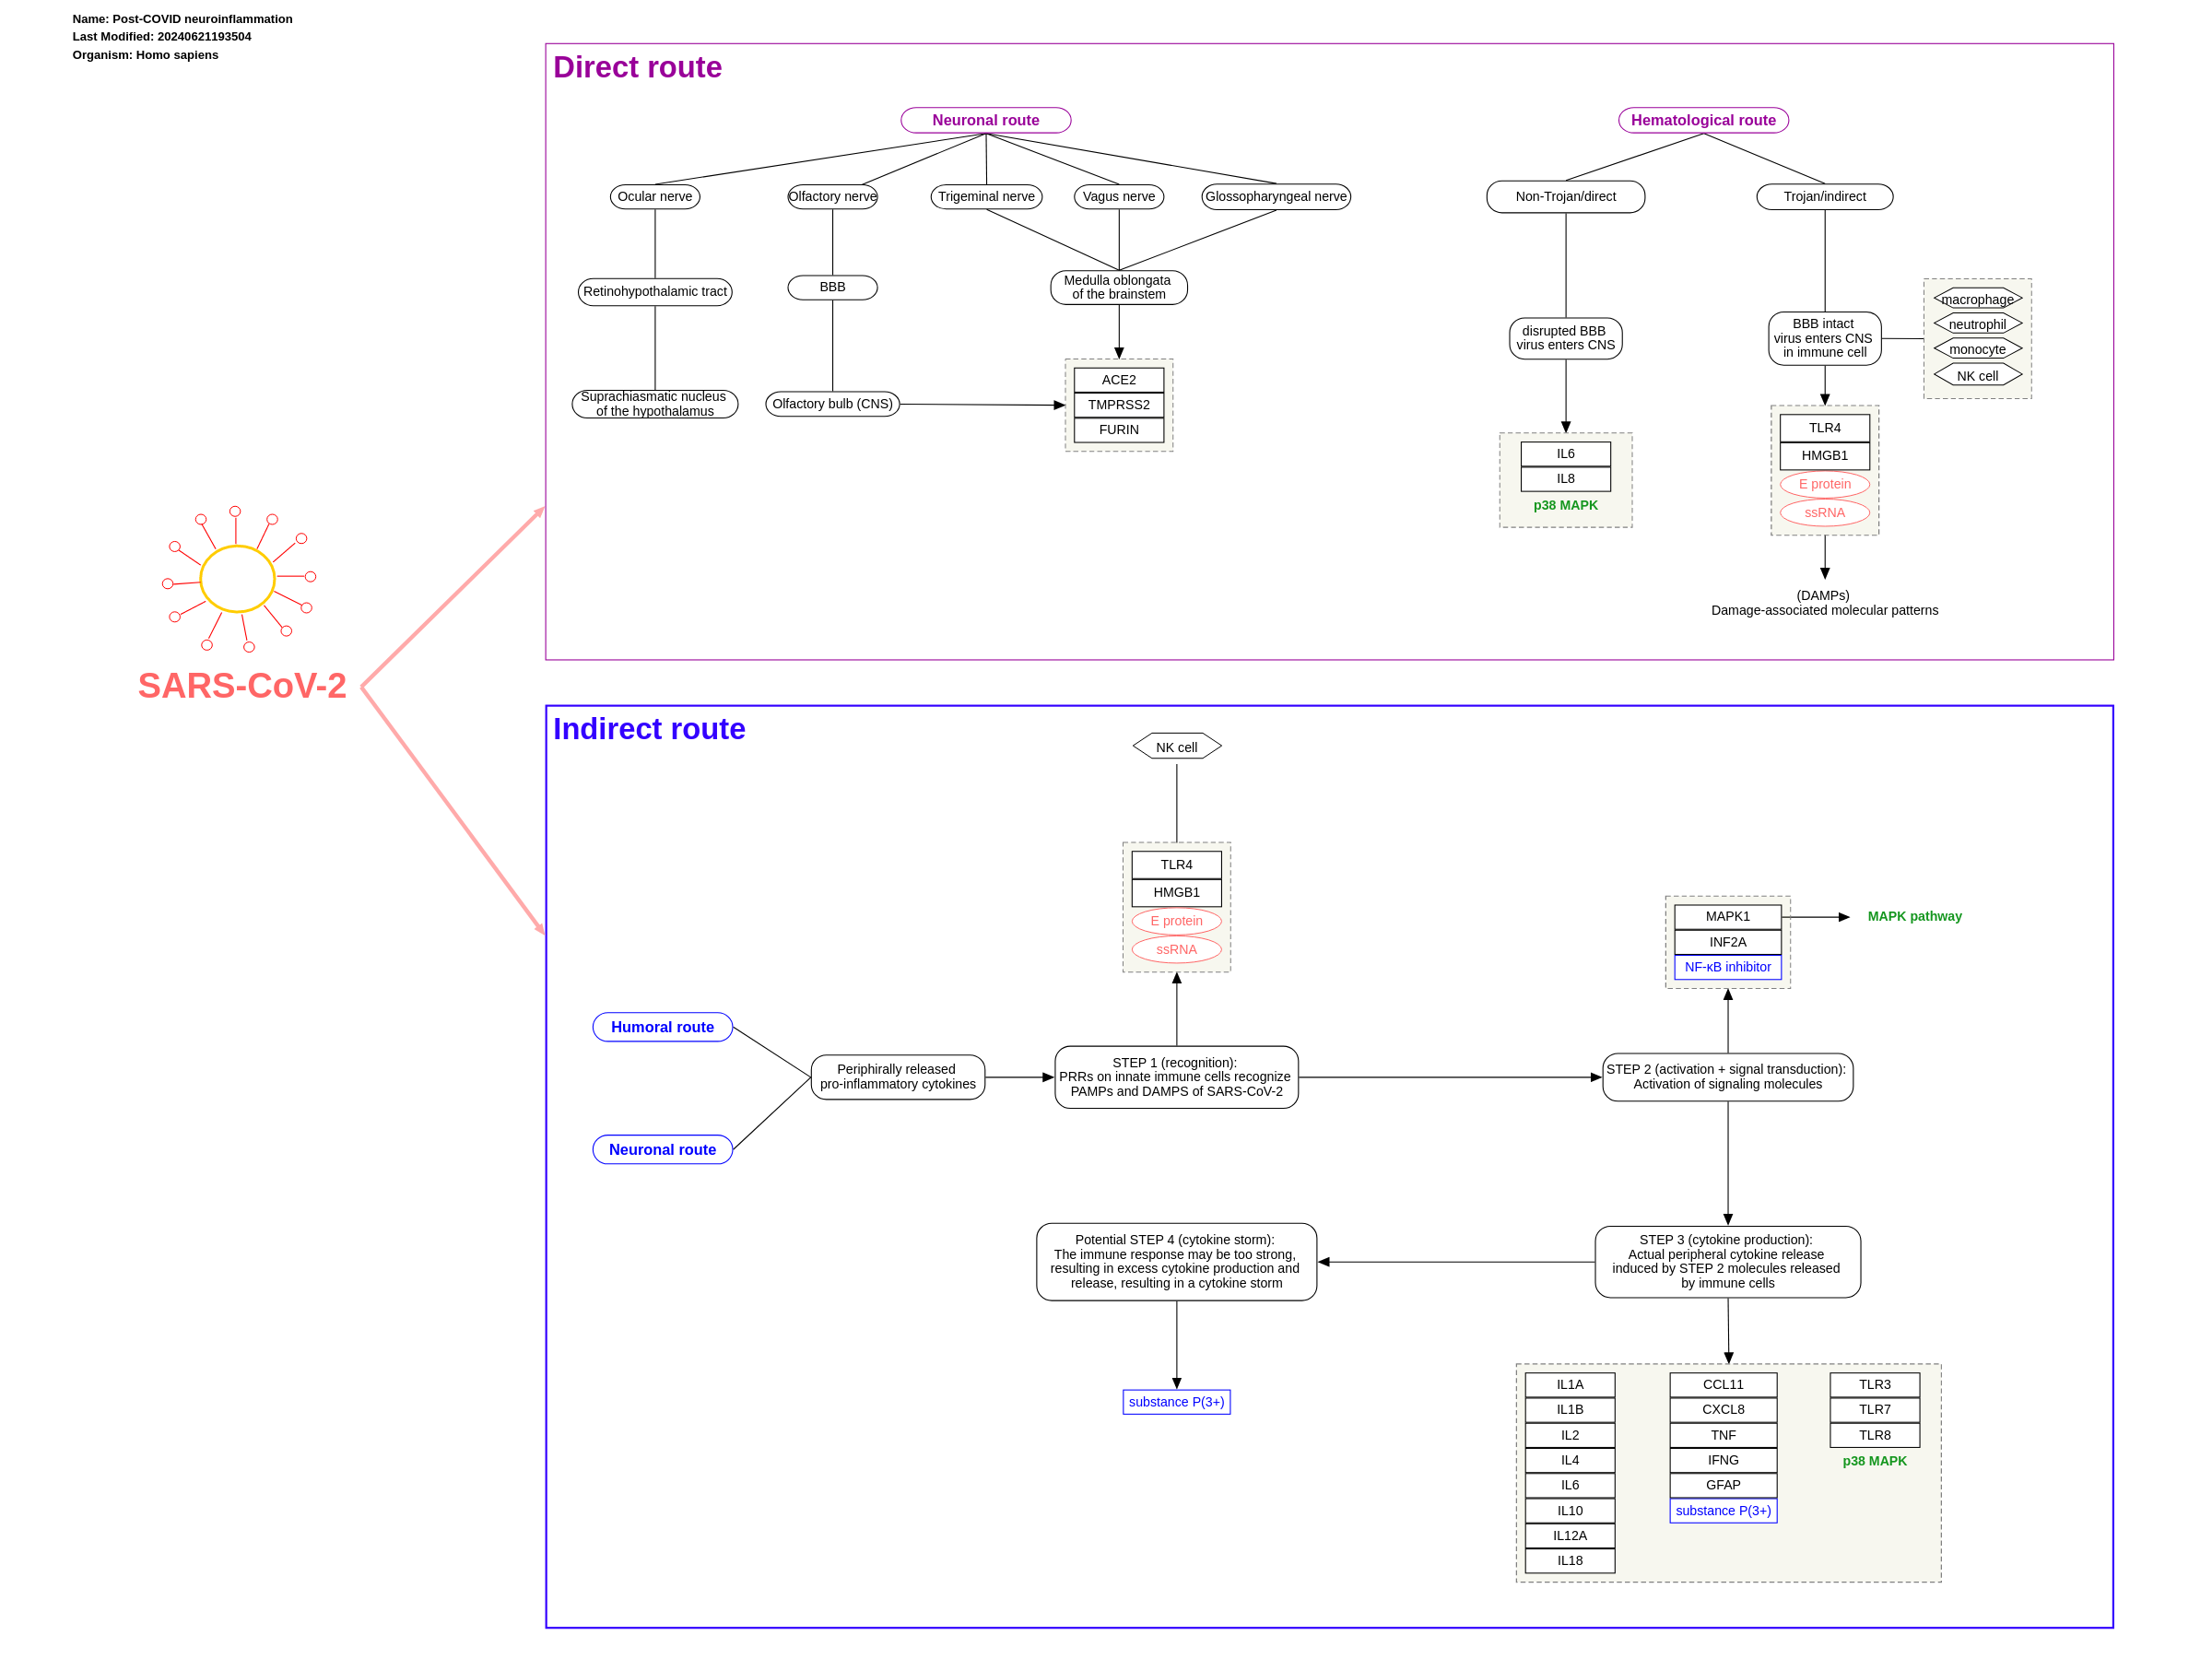 Name: Post-COVID neuroinflammation
Last Modified: 20240621193504
Organism: Homo sapiens
Direct route
Neuronal route
Hematological route
Ocular nerve
Olfactory nerve
Trigeminal nerve
Vagus nerve
Glossopharyngeal nerve
Non-Trojan/direct
Trojan/indirect
Retinohypothalamic tract
BBB
Medulla oblongata
of the brainstem
disrupted BBB
virus enters CNS
BBB intact
virus enters CNS
in immune cell
macrophage
neutrophil
monocyte
NK cell
Suprachiasmatic nucleus
of the hypothalamus
Olfactory bulb (CNS)
ACE2
TMPRSS2
FURIN
IL6
IL8
p38 MAPK
TLR4
HMGB1
E protein
ssRNA
(DAMPs)
Damage-associated molecular patterns
SARS-CoV-2
Indirect route
NK cell
TLR4
HMGB1
E protein
ssRNA
MAPK1
INF2A
NF-κB inhibitor
MAPK pathway
Humoral route
Neuronal route
Periphirally released
pro-inflammatory cytokines
STEP 1 (recognition):
PRRs on innate immune cells recognize
PAMPs and DAMPS of SARS-CoV-2
STEP 2 (activation + signal transduction):
Activation of signaling molecules
Potential STEP 4 (cytokine storm):
The immune response may be too strong,
resulting in excess cytokine production and
release, resulting in a cytokine storm
STEP 3 (cytokine production):
Actual peripheral cytokine release
induced by STEP 2 molecules released
by immune cells
substance P(3+)
IL1A
IL1B
IL2
IL4
IL6
IL10
IL12A
IL18
CCL11
CXCL8
TNF
IFNG
GFAP
substance P(3+)
TLR3
TLR7
TLR8
p38 MAPK